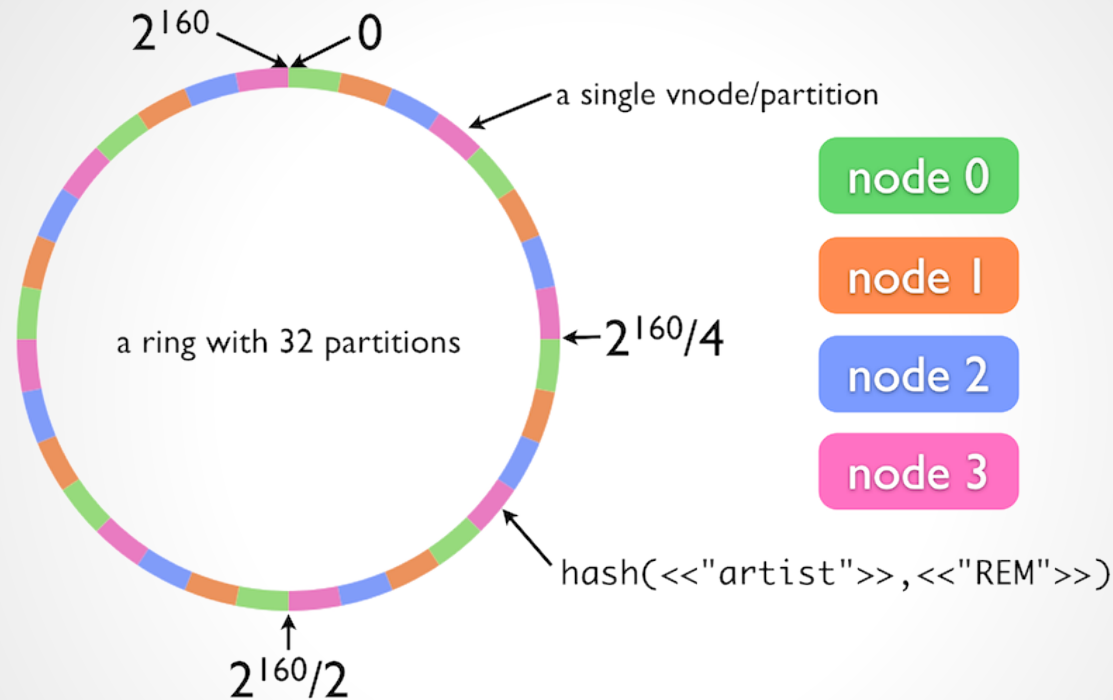 2¹⁶⁰
0
a single vnode/partition
node 0
node 1
a ring with 32 partitions
2¹⁶⁰/4
node 2
node 3
hash(<<"artist">>,<<"REM">>)
2¹⁶⁰/2